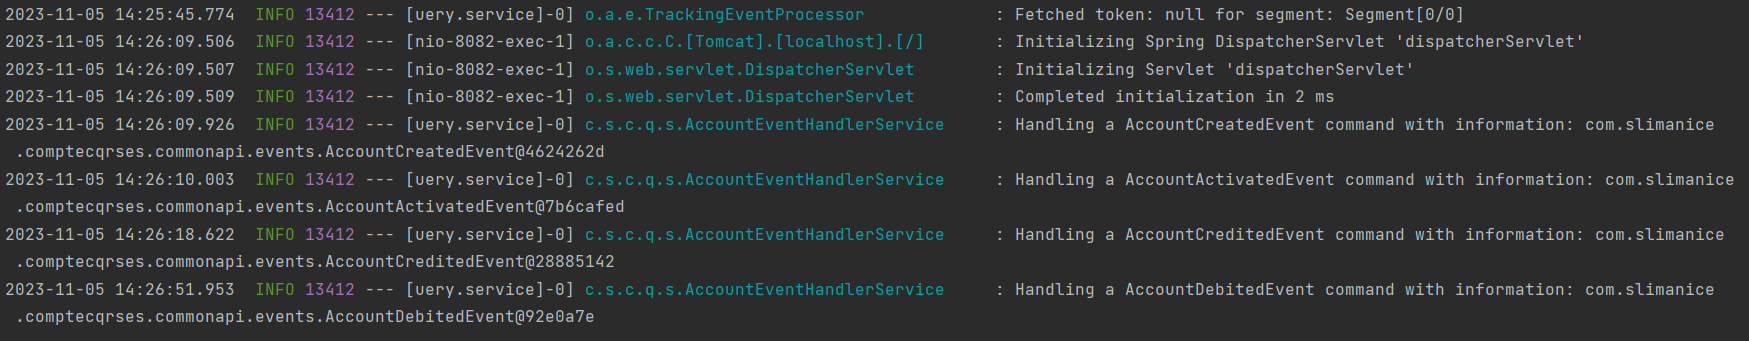 2023-11-05 14:25:45.774  INFO 13412 --- [uery.service]-0] o.a.e.TrackingEventProcessor             : Fetched token: null for segment: Segment[0/0]
2023-11-05 14:26:09.506  INFO 13412 --- [nio-8082-exec-1] o.a.c.c.C.[Tomcat].[localhost].[/]       : Initializing Spring DispatcherServlet 'dispatcherServlet'
2023-11-05 14:26:09.507  INFO 13412 --- [nio-8082-exec-1] o.s.web.servlet.DispatcherServlet        : Initializing Servlet 'dispatcherServlet'
2023-11-05 14:26:09.509  INFO 13412 --- [nio-8082-exec-1] o.s.web.servlet.DispatcherServlet        : Completed initialization in 2 ms
2023-11-05 14:26:09.926  INFO 13412 --- [uery.service]-0] c.s.c.q.s.AccountEventHandlerService     : Handling a AccountCreatedEvent command with information: com.slimanice
.comptecqrses.commonapi.events.AccountCreatedEvent@4624262d
2023-11-05 14:26:10.003  INFO 13412 --- [uery.service]-0] c.s.c.q.s.AccountEventHandlerService     : Handling a AccountActivatedEvent command with information: com.slimanice
.comptecqrses.commonapi.events.AccountActivatedEvent@7b6cafed
2023-11-05 14:26:18.622  INFO 13412 --- [uery.service]-0] c.s.c.q.s.AccountEventHandlerService     : Handling a AccountCreditedEvent command with information: com.slimanice
.comptecqrses.commonapi.events.AccountCreditedEvent@28885142
2023-11-05 14:26:51.953  INFO 13412 --- [uery.service]-0] c.s.c.q.s.AccountEventHandlerService     : Handling a AccountDebitedEvent command with information: com.slimanice
.comptecqrses.commonapi.events.AccountDebitedEvent@92e0a7e